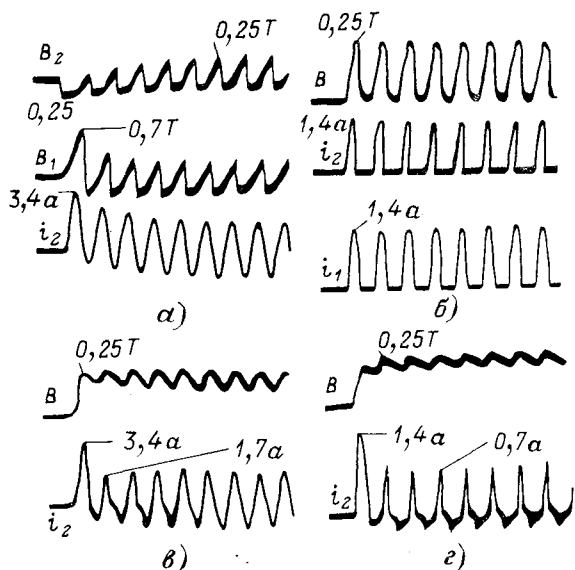 0,25T
B₂
0,25
0,7T
B₁
3,4a
i₂
а)
0,25T
B
1,4a
i₂
1,4a
i₁
б)
0,25T
B
3,4a
1,7a
i₂
в)
0,25T
B
1,4a
0,7a
i₂
г)